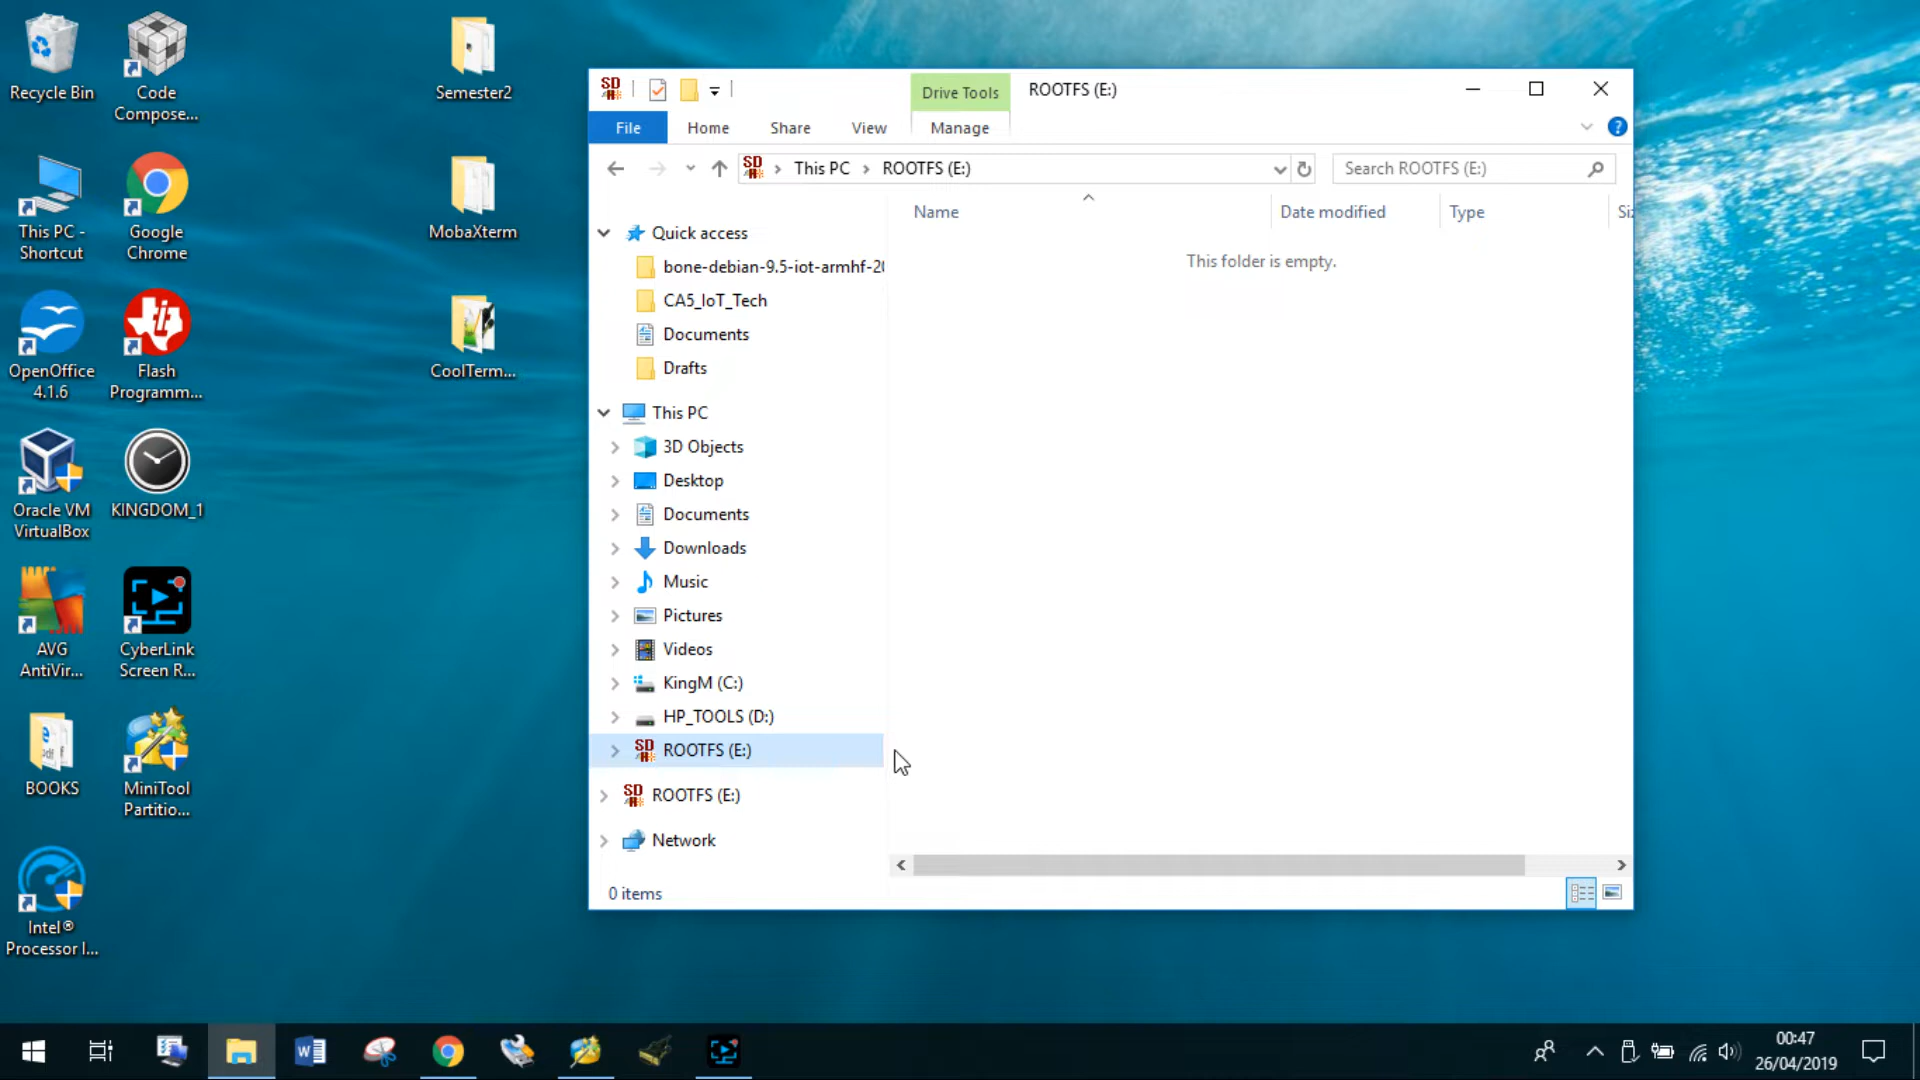 Recycle Bin
Code
Compose...
Semester2
This PC -
Shortcut
Google
Chrome
MobaXterm
OpenOffice
4.1.6
Flash
Programm...
CoolTerm...
Oracle VM
VirtualBox
KINGDOM_1
AVG
AntiVir...
CyberLink
Screen R...
BOOKS
MiniTool
Partitio...
Intel®
Processor I...
Drive Tools
ROOTFS (E:)
File
Home
Share
View
Manage
This PC
ROOTFS (E:)
Search ROOTFS (E:)
Name
Date modified
Type
Siz
This folder is empty.
Quick access
bone-debian-9.5-iot-armhf-20
CA5_IoT_Tech
Documents
Drafts
This PC
3D Objects
Desktop
Documents
Downloads
Music
Pictures
Videos
KingM (C:)
HP_TOOLS (D:)
ROOTFS (E:)
ROOTFS (E:)
Network
0 items
00:47
26/04/2019